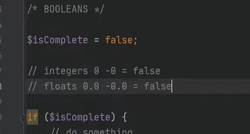 /* BOOLEANS */
$isComplete = false;
// integers 0 -0 = false
// floats 0.0 -0.0 = false
if ($isComplete) {
// do something